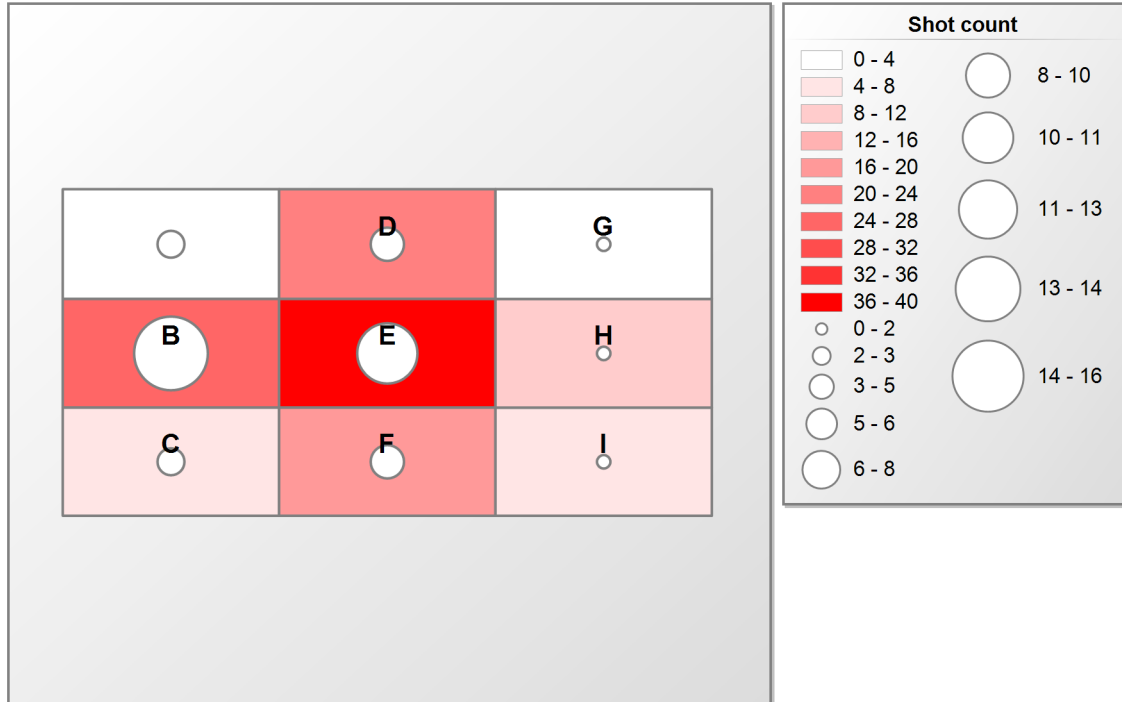 D
G
B
E
H
C
F
I
Shot count
0 - 4
4 - 8
8 - 12
12 - 16
16 - 20
20 - 24
24 - 28
28 - 32
32 - 36
36 - 40
0 - 2
2 - 3
3 - 5
5 - 6
6 - 8
8 - 10
10 - 11
11 - 13
13 - 14
14 - 16